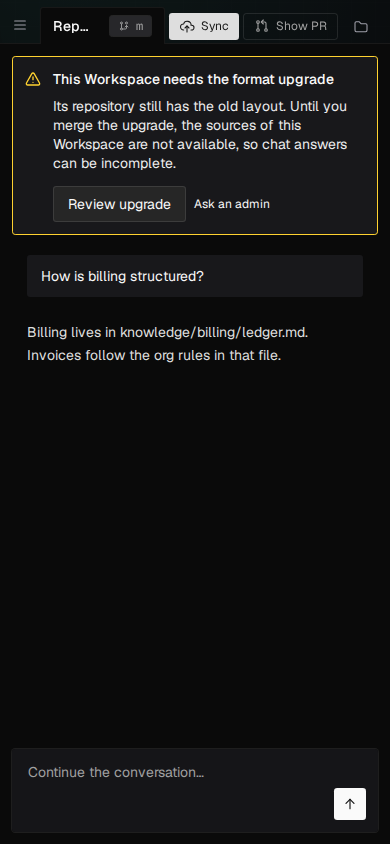 Rep...
m
Sync
Show PR
This Workspace needs the format upgrade
Its repository still has the old layout. Until you
merge the upgrade, the sources of this
Workspace are not available, so chat answers
can be incomplete.
Review upgrade
Ask an admin
How is billing structured?
Billing lives in knowledge/billing/ledger.md.
Invoices follow the org rules in that file.
Continue the conversation...